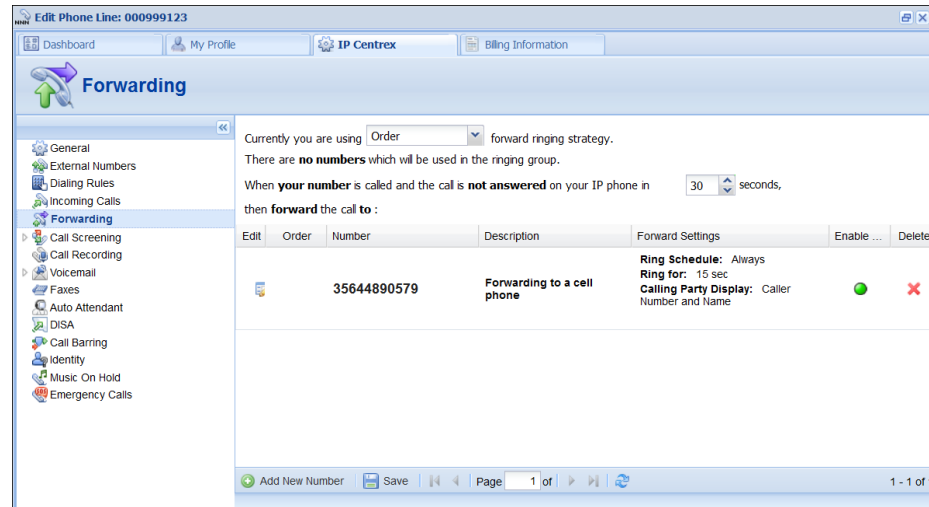 NNN Edit Phone Line: 000999123
Dashboard My Profile IP Centrex Billing Information
Forwarding
General
External Numbers
Dialing Rules
Incoming Calls
Forwarding
Call Screening
Call Recording
Voicemail
Faxes
Auto Attendant
DISA
Call Barring
Identity
Music On Hold
Emergency Calls
Currently you are using Order forward ringing strategy.
There are no numbers which will be used in the ringing group.
When your number is called and the call is not answered on your IP phone in 30 seconds,
then forward the call to :
Edit Order Number Description Forward Settings Enable ... Delete
35644890579
Forwarding to a cell
phone
Ring Schedule: Always
Ring for: 15 sec
Calling Party Display: Caller
Number and Name
Add New Number Save Page 1 of 1 - 1 of